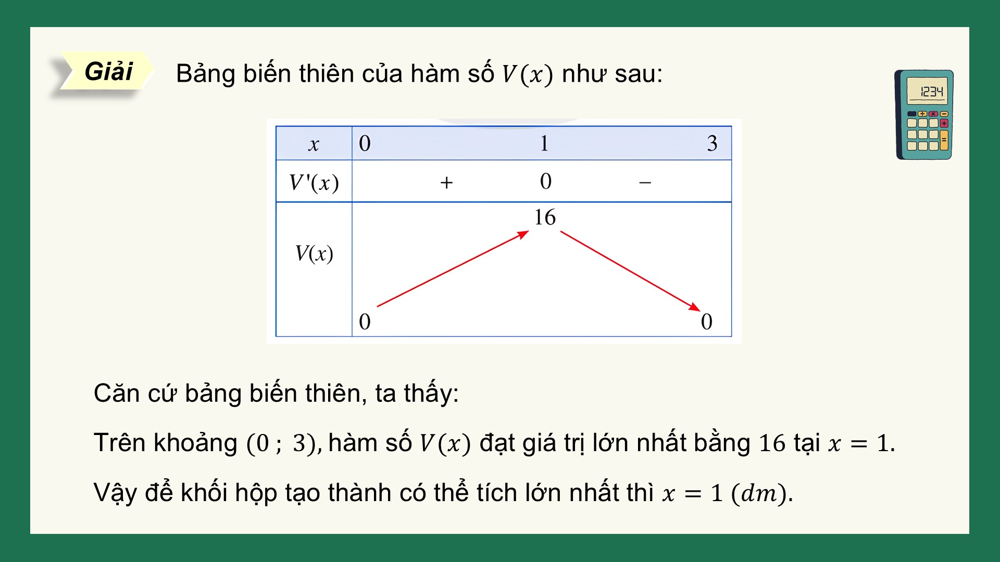 Giải
Bảng biến thiên của hàm số V(x) như sau:
1234
x 0 1 3
V'(x) + 0 −
16
V(x)
0 0
Căn cứ bảng biến thiên, ta thấy:
Trên khoảng (0 ; 3), hàm số V(x) đạt giá trị lớn nhất bằng 16 tại x = 1.
Vậy để khối hộp tạo thành có thể tích lớn nhất thì x = 1 (dm).